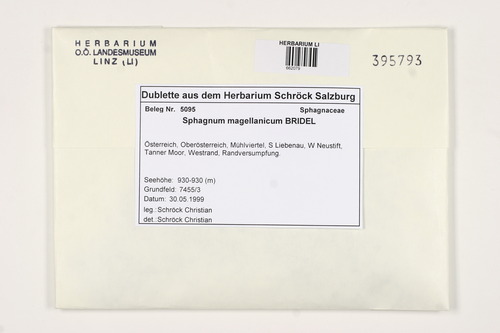 HERBARIUM
O.Ö. LANDESMUSEUM
LINZ (LI)
HERBARIUM LI
395793
Dublette aus dem Herbarium Schröck Salzburg
Beleg Nr. 5095 Sphagnaceae
Sphagnum magellanicum BRIDEL
Österreich, Oberösterreich, Mühlviertel, S Liebenau, W Neustift,
Tanner Moor, Westrand, Randversumpfung.
Seehöhe: 930-930 (m)
Grundfeld: 7455/3
Datum: 30.05.1999
leg.:Schröck Christian
det.:Schröck Christian